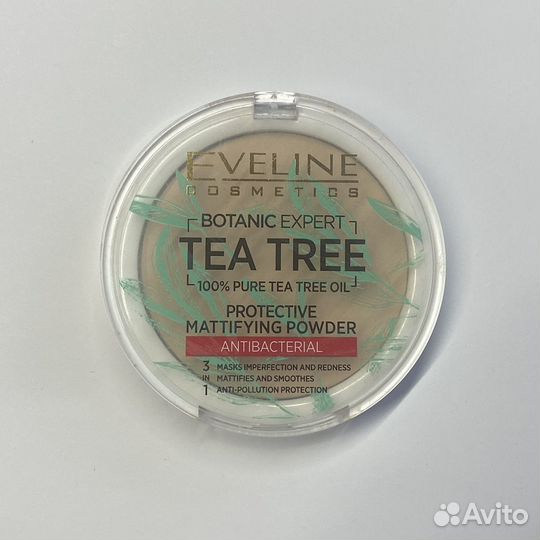 EVELINE
COSMETICS
BOTANIC EXPERT
TEA TREE
100% PURE TEA TREE OIL
PROTECTIVE
MATTIFYING POWDER
ANTIBACTERIAL
3 MASKS IMPERFECTION AND REDNESS
IN MATTIFIES AND SMOOTHES
1 ANTI-POLLUTION PROTECTION
Avito